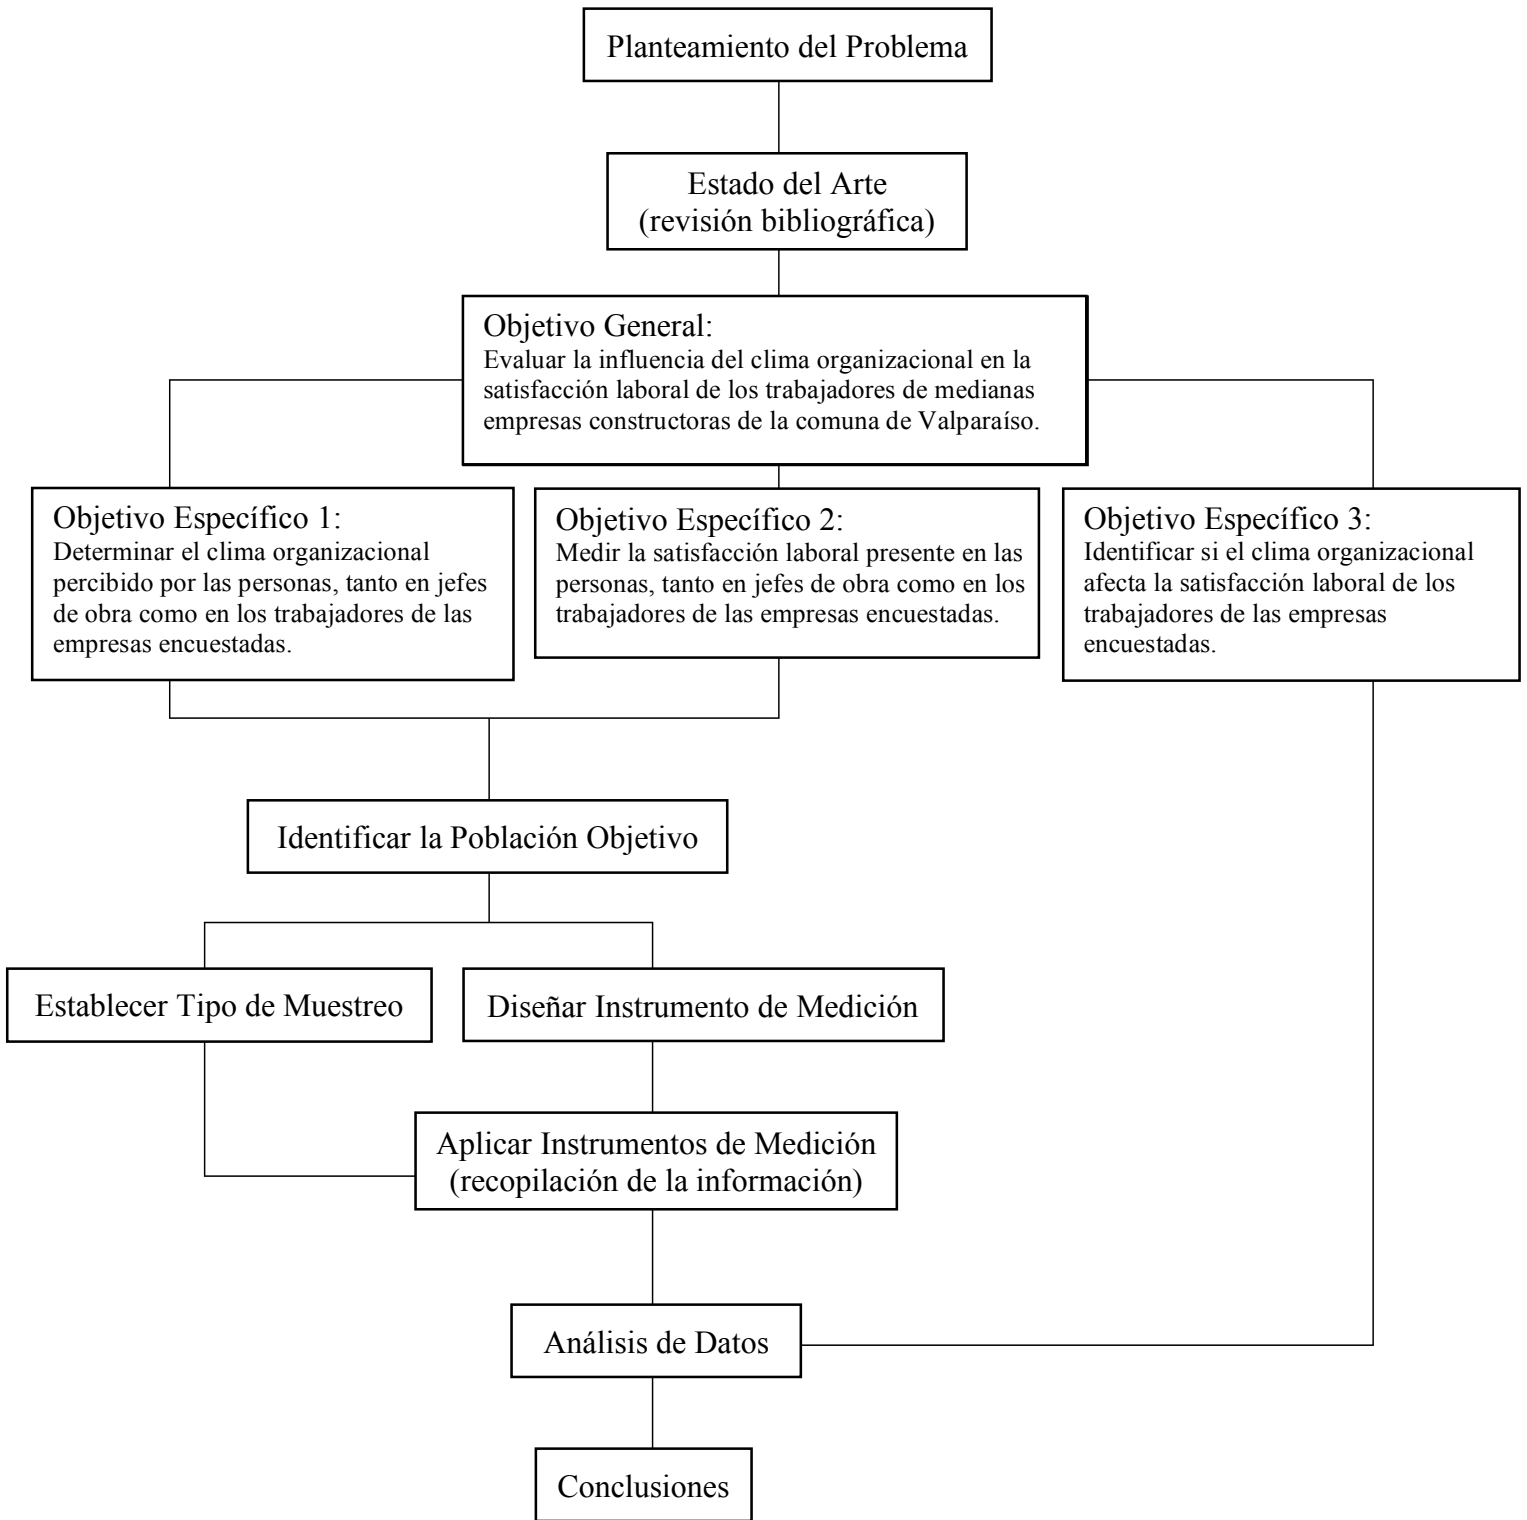 Planteamiento del Problema
Estado del Arte
(revisión bibliográfica)
Objetivo General:
Evaluar la influencia del clima organizacional en la
satisfacción laboral de los trabajadores de medianas
empresas constructoras de la comuna de Valparaíso.
Objetivo Específico 1:
Determinar el clima organizacional
percibido por las personas, tanto en jefes
de obra como en los trabajadores de las
empresas encuestadas.
Objetivo Específico 2:
Medir la satisfacción laboral presente en las
personas, tanto en jefes de obra como en los
trabajadores de las empresas encuestadas.
Objetivo Específico 3:
Identificar si el clima organizacional
afecta la satisfacción laboral de los
trabajadores de las empresas
encuestadas.
Identificar la Población Objetivo
Establecer Tipo de Muestreo
Diseñar Instrumento de Medición
Aplicar Instrumentos de Medición
(recopilación de la información)
Análisis de Datos
Conclusiones